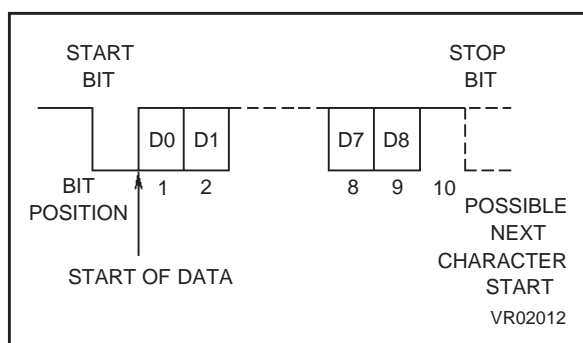 START
BIT
STOP
BIT
D0 D1 D7 D8
BIT
POSITION
1 2 8 9 10
POSSIBLE
NEXT
CHARACTER
START
START OF DATA
VR02012